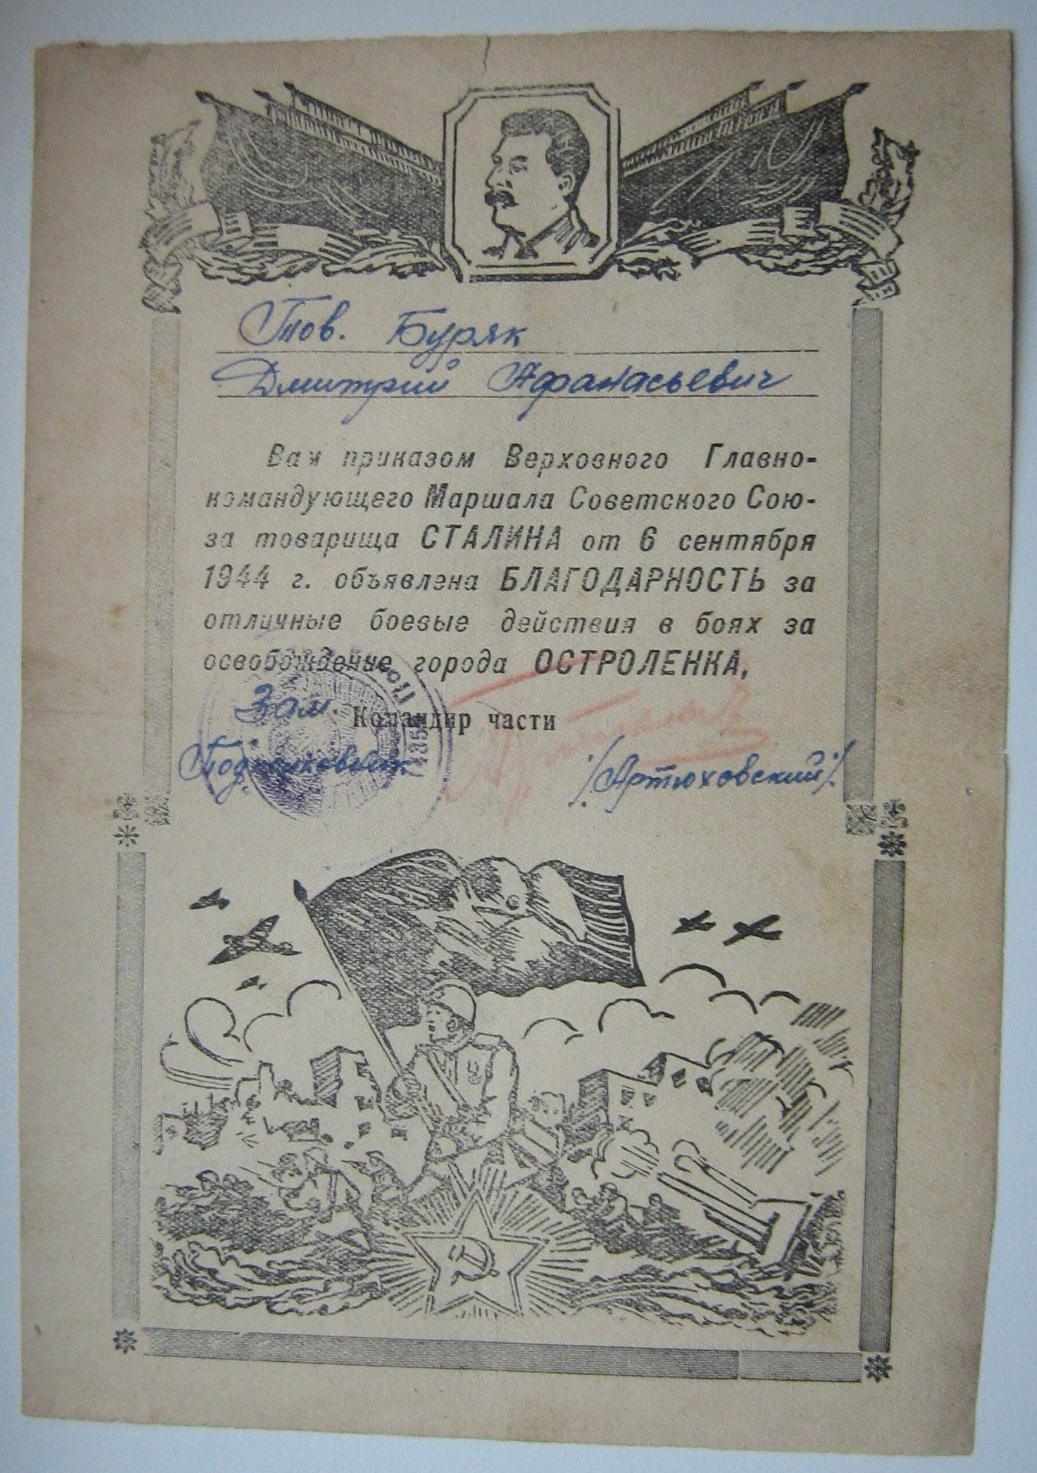 Тов. Буряк
Дмитрий Афанасьевич
Вам приказом Верховного Главно-
командующего Маршала Советского Сою-
за товарища СТАЛИНА от 6 сентября
1944 г. объявлена БЛАГОДАРНОСТЬ за
отличные боевые действия в боях за
освобождение города ОСТРОЛЕНКА,
Зам. Командир части
Подполковник /Артюховский/